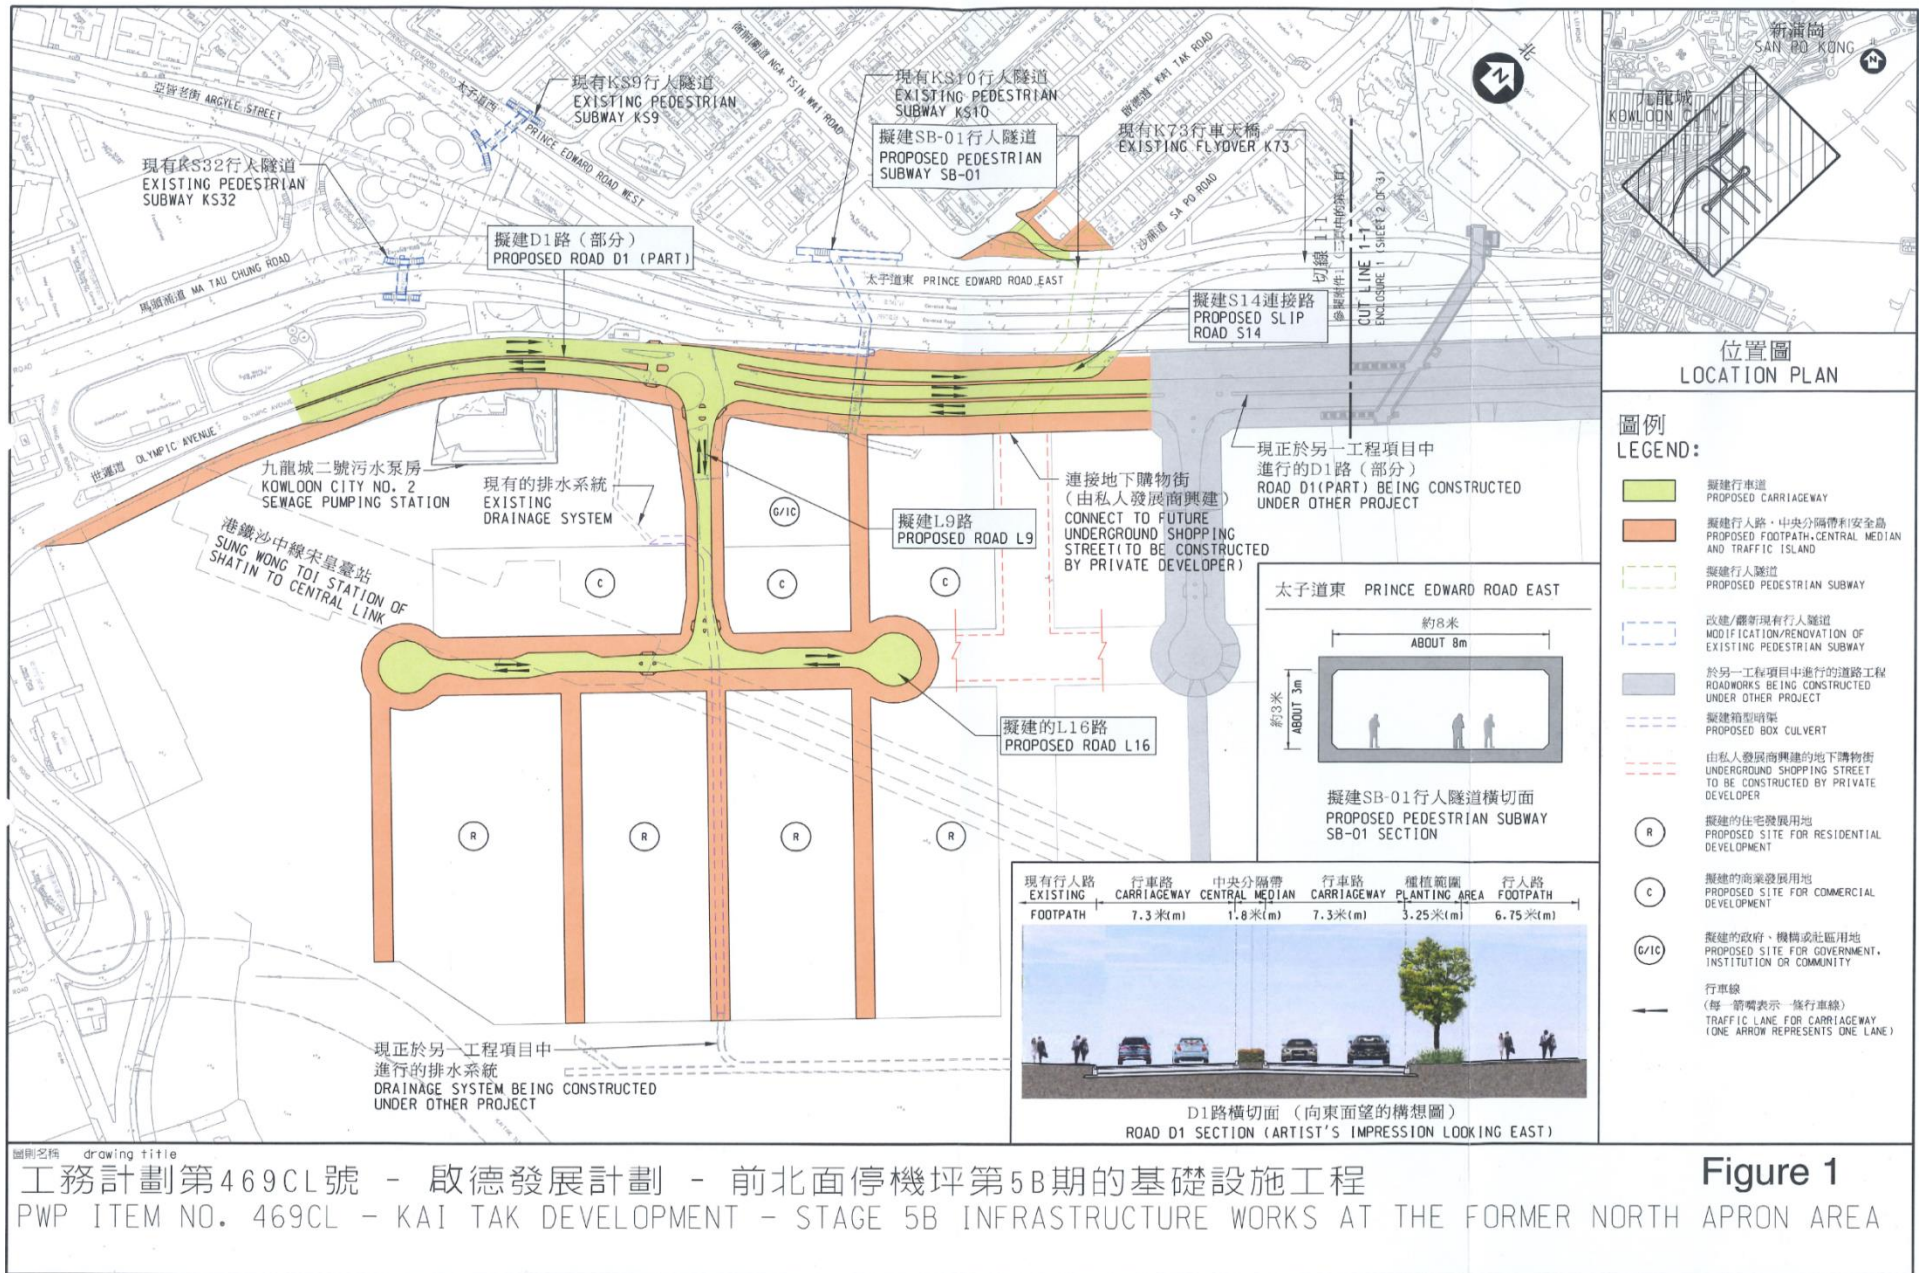 亞皆老街 ARGYLE STREET
太子道西
PRINCE EDWARD ROAD WEST
NGA TSIN WAI ROAD
啟德道 KAI TAK ROAD
沙浦道 SA PO ROAD
現有KS9行人隧道
EXISTING PEDESTRIAN
SUBWAY KS9
現有KS10行人隧道
EXISTING PEDESTRIAN
SUBWAY KS10
擬建SB-01行人隧道
PROPOSED PEDESTRIAN
SUBWAY SB-01
現有K73行車天橋
EXISTING FLYOVER K73
北
N
現有KS32行人隧道
EXISTING PEDESTRIAN
SUBWAY KS32
擬建D1路（部分）
PROPOSED ROAD D1 (PART)
馬頭涌道 MA TAU CHUNG ROAD
太子道東 PRINCE EDWARD ROAD EAST
切線 1-1
CUT LINE 1-1
ENCLOSURE 1 (SHEET 2 OF 3)
擬建S14連接路
PROPOSED SLIP
ROAD S14
世運道 OLYMPIC AVENUE
九龍城二號污水泵房
KOWLOON CITY NO. 2
SEWAGE PUMPING STATION
現有的排水系統
EXISTING
DRAINAGE SYSTEM
港鐵沙中線宋皇臺站
SUNG WONG TOI STATION OF
SHATIN TO CENTRAL LINK
G/IC
C
C
C
擬建L9路
PROPOSED ROAD L9
連接地下購物街
（由私人發展商興建）
CONNECT TO FUTURE
UNDERGROUND SHOPPING
STREET(TO BE CONSTRUCTED
BY PRIVATE DEVELOPER)
現正於另一工程項目中
進行的D1路（部分）
ROAD D1(PART) BEING CONSTRUCTED
UNDER OTHER PROJECT
擬建的L16路
PROPOSED ROAD L16
R
R
R
R
現正於另一工程項目中
進行的排水系統
DRAINAGE SYSTEM BEING CONSTRUCTED
UNDER OTHER PROJECT
太子道東 PRINCE EDWARD ROAD EAST
約8米
ABOUT 8m
約3米
ABOUT 3m
擬建SB-01行人隧道橫切面
PROPOSED PEDESTRIAN SUBWAY
SB-01 SECTION
現有行人路 行車路 中央分隔帶 行車路 種植範圍 行人路
EXISTING CARRIAGEWAY CENTRAL MEDIAN CARRIAGEWAY PLANTING AREA FOOTPATH
FOOTPATH 7.3米(m) 1.8米(m) 7.3米(m) 3.25米(m) 6.75米(m)
D1路橫切面 （向東面望的構想圖）
ROAD D1 SECTION (ARTIST'S IMPRESSION LOOKING EAST)
新蒲崗
SAN PO KONG
N
九龍城
KOWLOON CITY
位置圖
LOCATION PLAN
圖例
LEGEND:
擬建行車道
PROPOSED CARRIAGEWAY
擬建行人路，中央分隔帶和安全島
PROPOSED FOOTPATH,CENTRAL MEDIAN
AND TRAFFIC ISLAND
擬建行人隧道
PROPOSED PEDESTRIAN SUBWAY
改建/翻新現有行人隧道
MODIFICATION/RENOVATION OF
EXISTING PEDESTRIAN SUBWAY
於另一工程項目中進行的道路工程
ROADWORKS BEING CONSTRUCTED
UNDER OTHER PROJECT
擬建箱型暗渠
PROPOSED BOX CULVERT
由私人發展商興建的地下購物街
UNDERGROUND SHOPPING STREET
TO BE CONSTRUCTED BY PRIVATE
DEVELOPER
R
擬建的住宅發展用地
PROPOSED SITE FOR RESIDENTIAL
DEVELOPMENT
C
擬建的商業發展用地
PROPOSED SITE FOR COMMERCIAL
DEVELOPMENT
G/IC
擬建的政府、機構或社區用地
PROPOSED SITE FOR GOVERNMENT,
INSTITUTION OR COMMUNITY
行車線
（每一箭嘴表示一條行車線）
TRAFFIC LANE FOR CARRIAGEWAY
(ONE ARROW REPRESENTS ONE LANE)
圖則名稱 drawing title
工務計劃第469CL號 - 啟德發展計劃 - 前北面停機坪第5B期的基礎設施工程
PWP ITEM NO. 469CL - KAI TAK DEVELOPMENT - STAGE 5B INFRASTRUCTURE WORKS AT THE FORMER NORTH APRON AREA
Figure 1